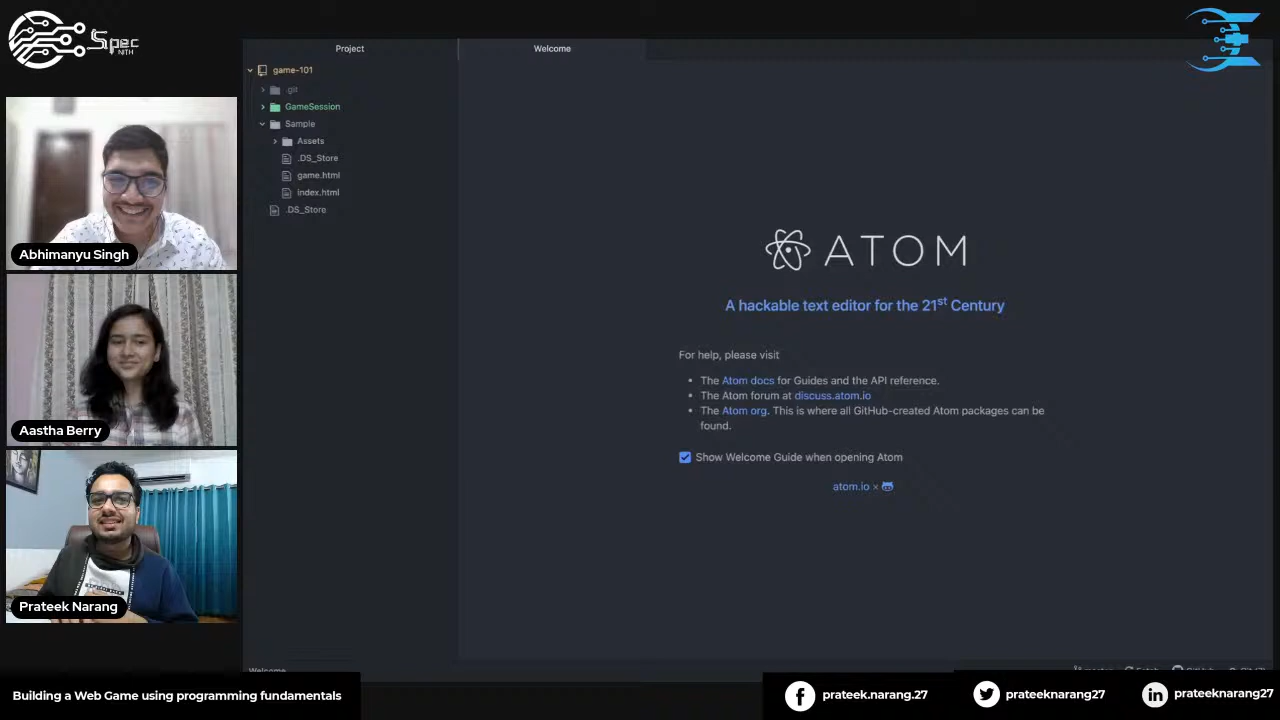 Spec
NITH
Project
Welcome
game-101
.git
GameSession
Sample
Assets
.DS_Store
game.html
index.html
.DS_Store
ATOM
A hackable text editor for the 21st Century
For help, please visit
• The Atom docs for Guides and the API reference.
• The Atom forum at discuss.atom.io
• The Atom org. This is where all GitHub-created Atom packages can be
found.
Show Welcome Guide when opening Atom
atom.io ×
Abhimanyu Singh
Aastha Berry
Prateek Narang
Welcome
Building a Web Game using programming fundamentals
prateek.narang.27
prateeknarang27
prateeknarang27